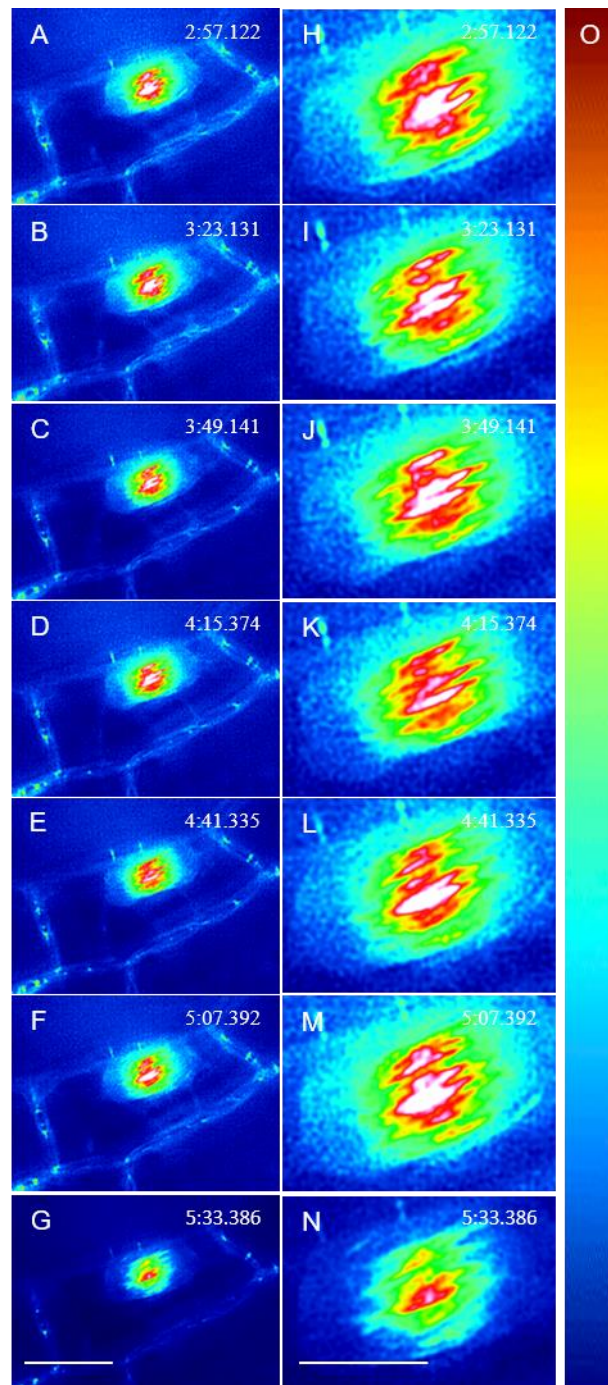 A 2:57.122 H 2:57.122 O
B 3:23.131 I 3:23.131
C 3:49.141 J 3:49.141
D 4:15.374 K 4:15.374
E 4:41.335 L 4:41.335
F 5:07.392 M 5:07.392
G 5:33.386 N 5:33.386